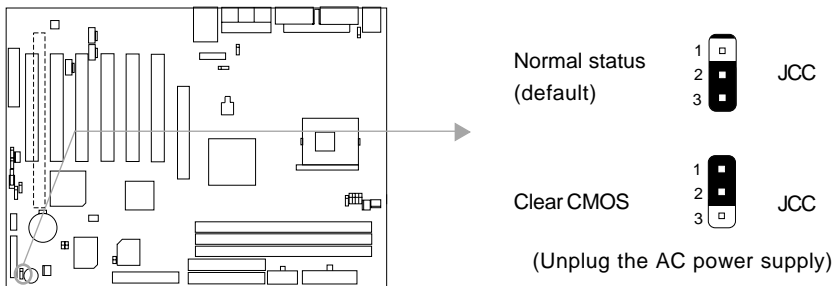 Normal status
(default)
1
2
3
JCC
Clear CMOS
1
2
3
JCC
(Unplug the AC power supply)